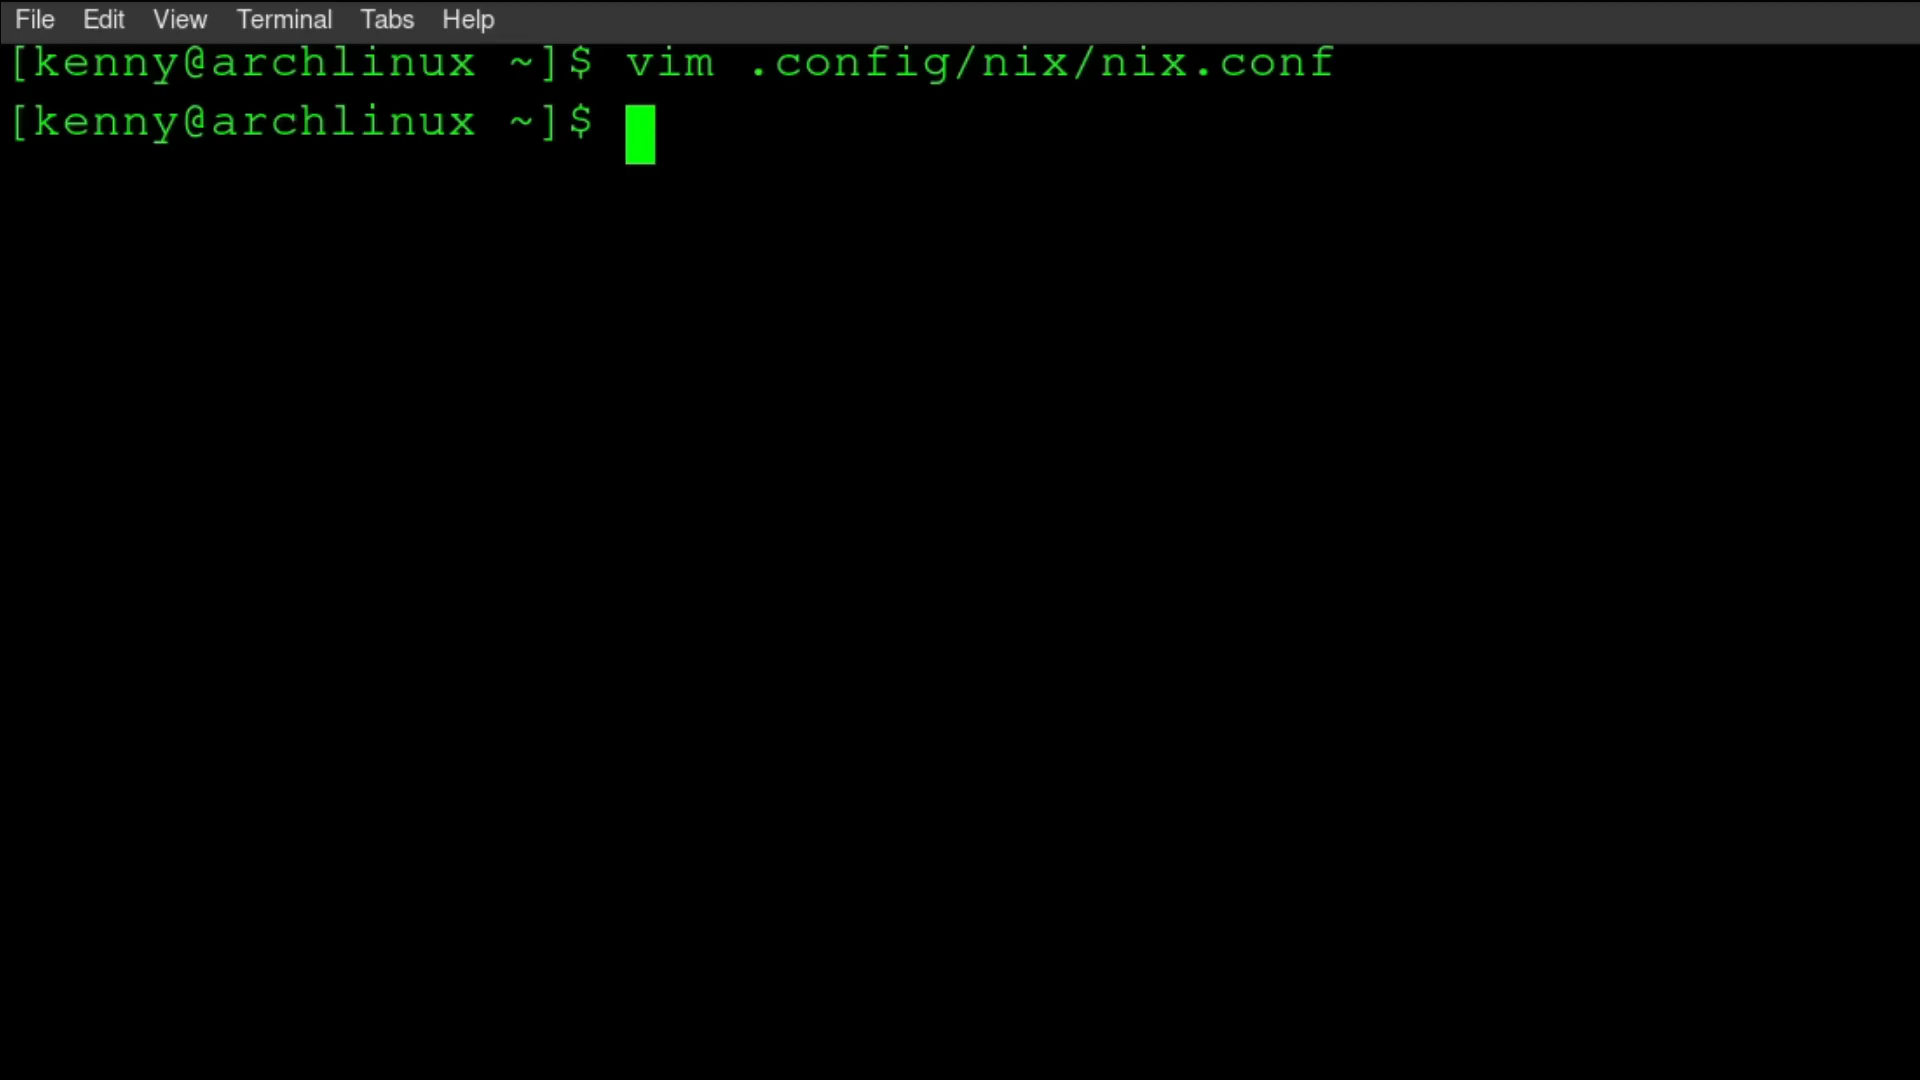 File Edit View Terminal Tabs Help
[kenny@archlinux ~]$ vim .config/nix/nix.conf
[kenny@archlinux ~]$